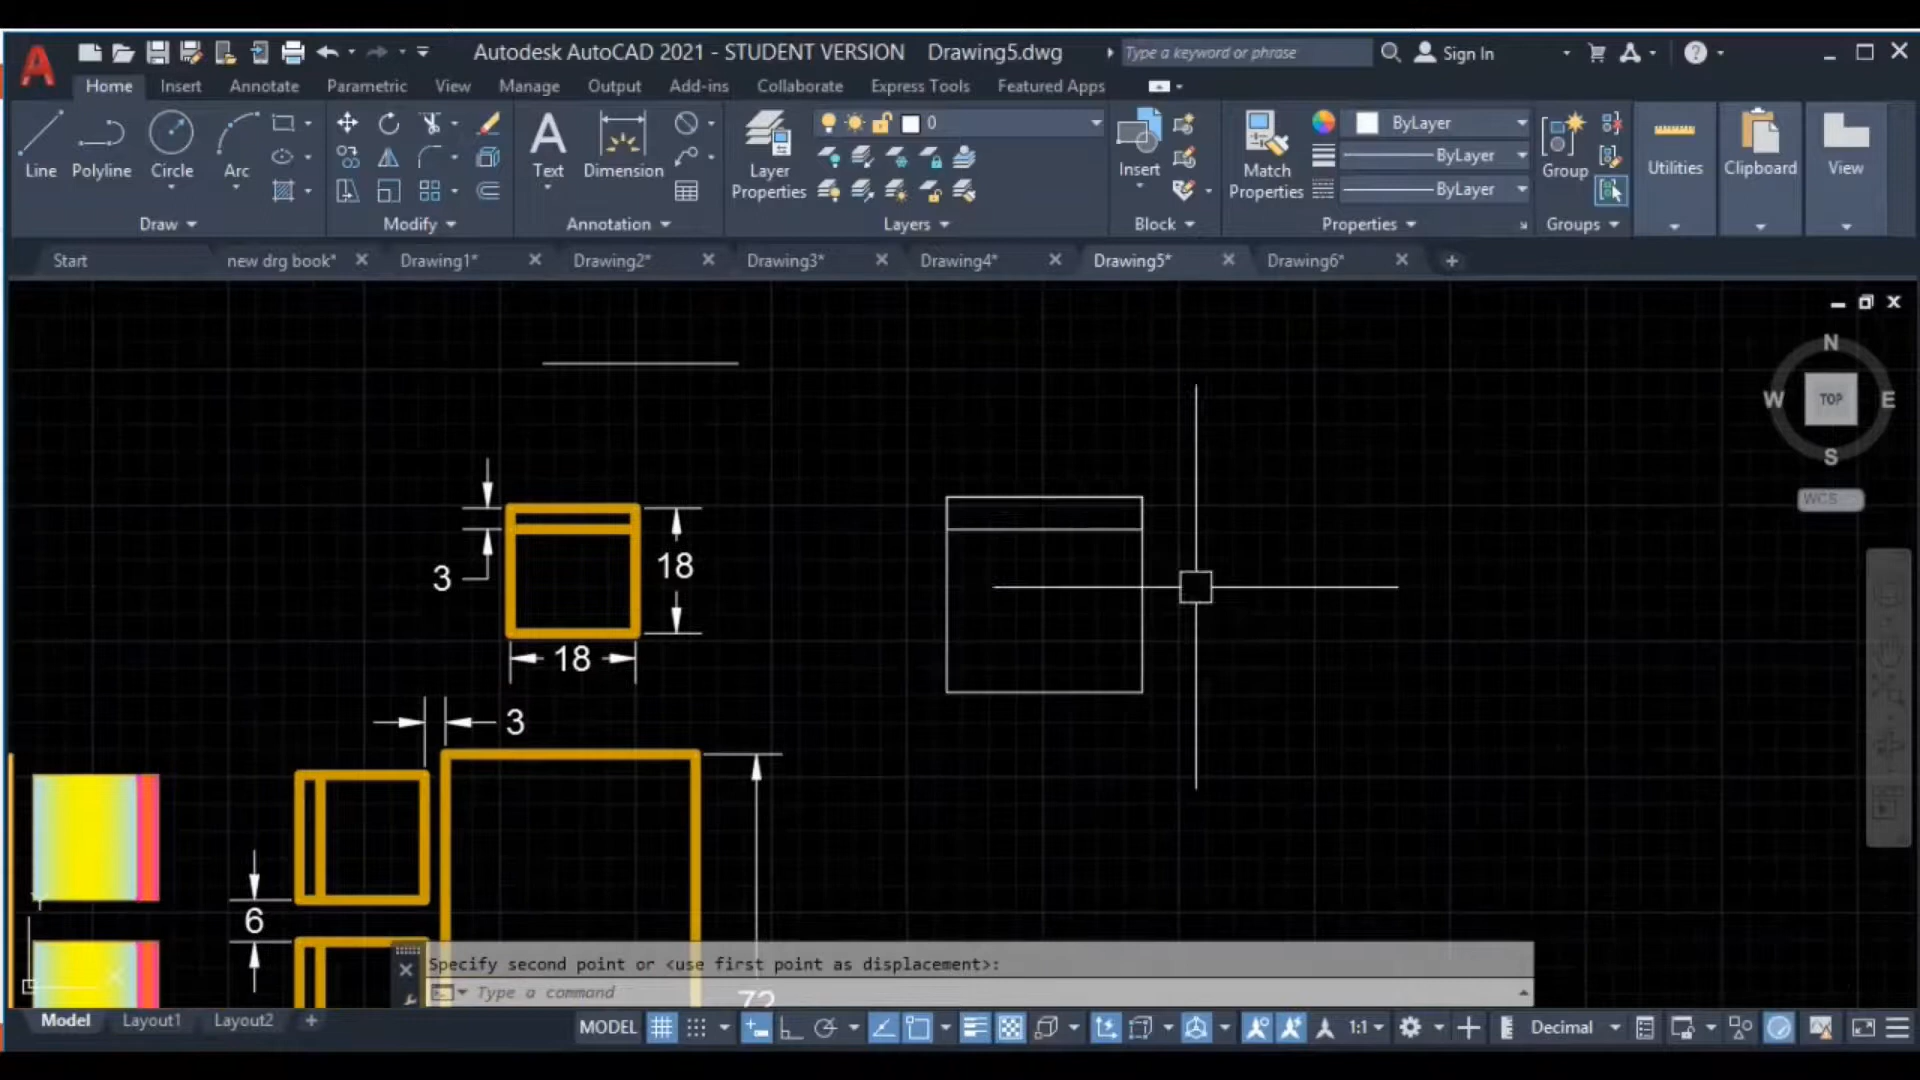 Autodesk AutoCAD 2021 - STUDENT VERSION Drawing5.dwg Type a keyword or phrase Sign In
Home Insert Annotate Parametric View Manage Output Add-ins Collaborate Express Tools Featured Apps
0 ByLayer
ByLayer
Line Polyline Circle Arc Text Dimension Layer Properties Insert Match Properties Group Utilities Clipboard View
ByLayer
Draw Modify Annotation Layers Block Properties Groups
Start new drg book* Drawing1* Drawing2* Drawing3* Drawing4* Drawing5* Drawing6*
N
W TOP E
S
WCS
18
3
18
3
6
72
Specify second point or <use first point as displacement>:
Type a command
Model Layout1 Layout2 MODEL 1:1 Decimal